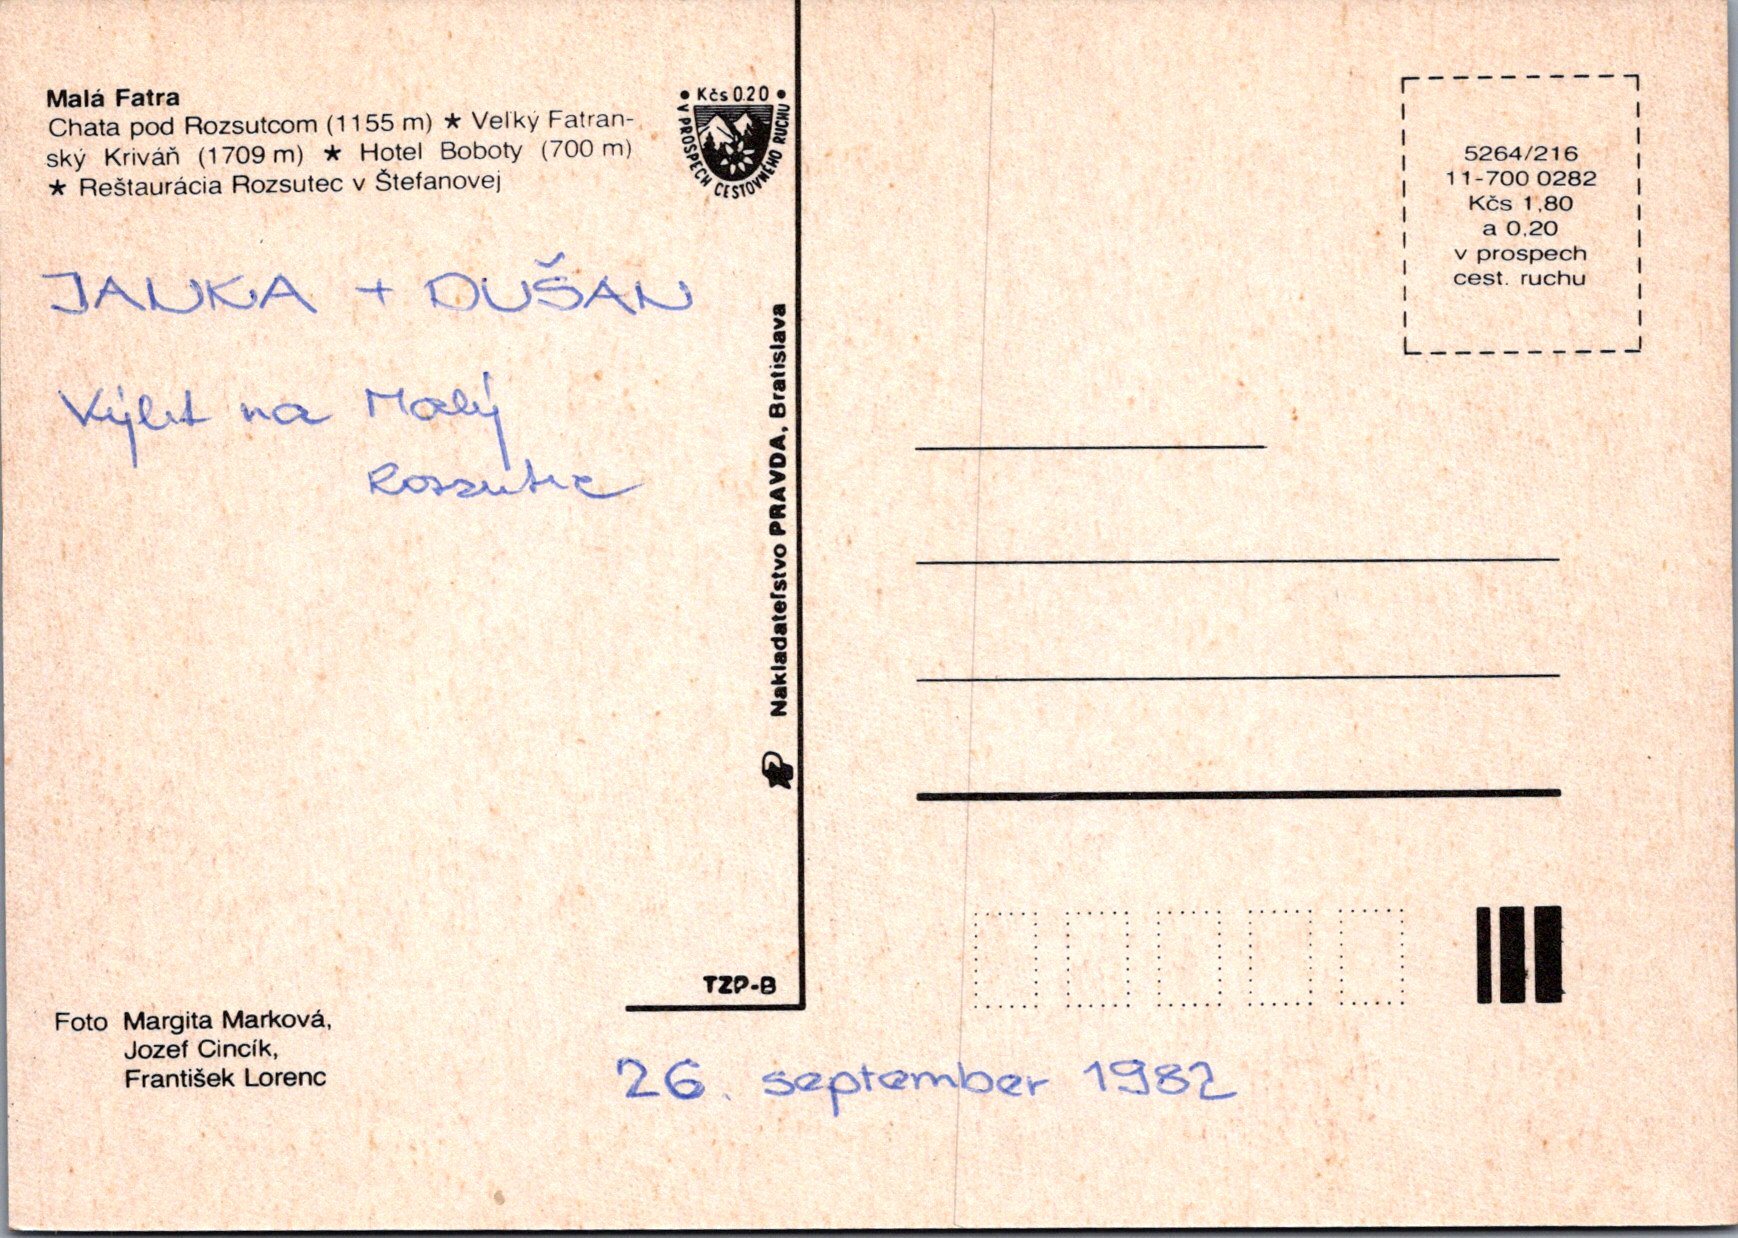 Malá Fatra
Chata pod Rozsutcom (1155 m) ★ Veľký Fatran-
ský Kriváň (1709 m) ★ Hotel Boboty (700 m)
★ Reštaurácia Rozsutec v Štefanovej
• Kčs 0.20 •
V PROSPECH CESTOVNÉHO RUCHU
JANKA + DUŠAN
Výlet na Malý
Rozsutec
Nakladateľstvo PRAVDA, Bratislava
TZP-B
Foto Margita Marková,
Jozef Cincík,
František Lorenc
5264/216
11-700 0282
Kčs 1,80
a 0,20
v prospech
cest. ruchu
26. september 1982